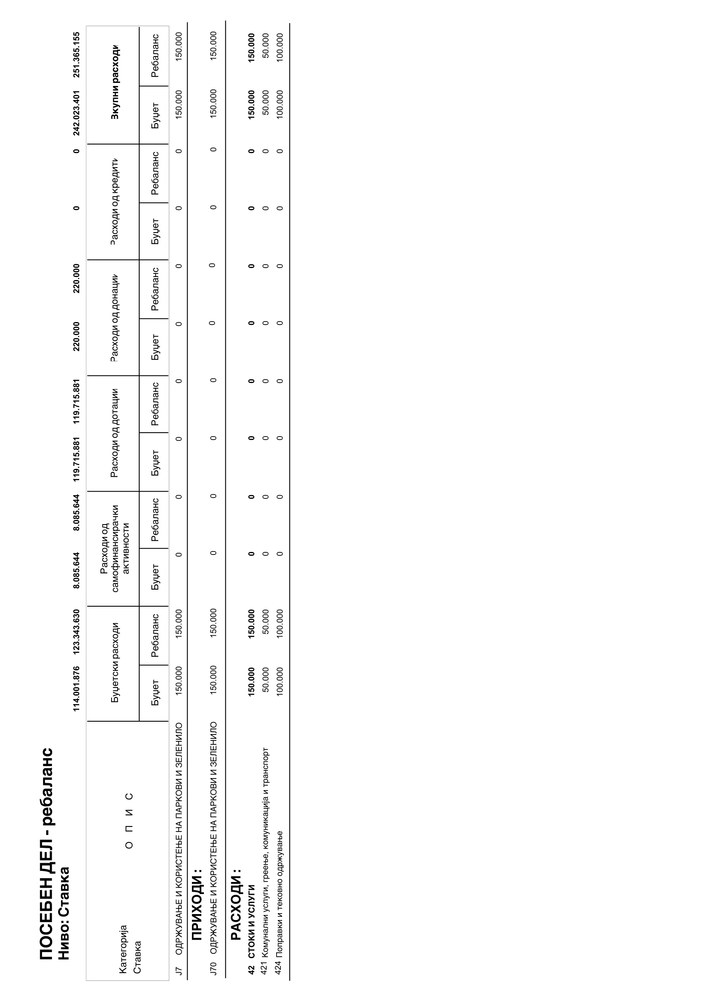 ПОСЕБЕН ДЕЛ - ребаланс
Ниво: Ставка
114.001.876 123.343.630 8.085.644 8.085.644 119.715.881 119.715.881 220.000 220.000 0 0 242.023.401 251.365.155
Категорија
Ставка
О П И С
Буџетски расходи
Расходи од
самофинансирачки
активности
Расходи од дотации
Расходи од донации
Расходи од кредити
Вкупни расходи
Буџет Ребаланс Буџет Ребаланс Буџет Ребаланс Буџет Ребаланс Буџет Ребаланс Буџет Ребаланс
Ј7 ОДРЖУВАЊЕ И КОРИСТЕЊЕ НА ПАРКОВИ И ЗЕЛЕНИЛО 150.000 150.000 0 0 0 0 0 0 0 0 150.000 150.000
ПРИХОДИ :
Ј70 ОДРЖУВАЊЕ И КОРИСТЕЊЕ НА ПАРКОВИ И ЗЕЛЕНИЛО 150.000 150.000 0 0 0 0 0 0 0 0 150.000 150.000
РАСХОДИ :
42 СТОКИ И УСЛУГИ 150.000 150.000 0 0 0 0 0 0 0 0 150.000 150.000
421 Комунални услуги, греење, комуникација и транспорт 50.000 50.000 0 0 0 0 0 0 0 0 50.000 50.000
424 Поправки и тековно одржување 100.000 100.000 0 0 0 0 0 0 0 0 100.000 100.000